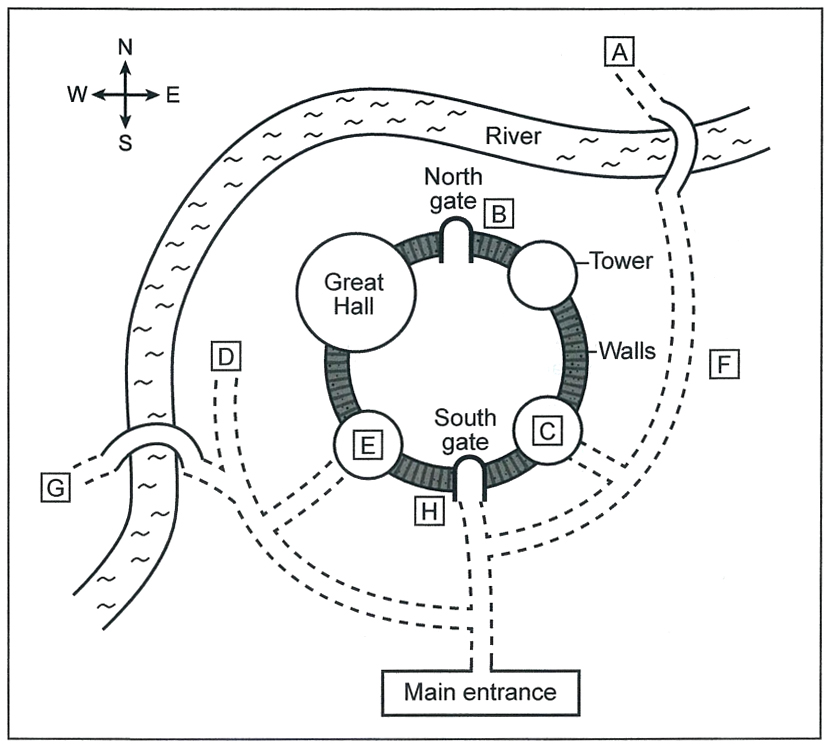 N
W E
S
A
River
North
gate
B
Tower
Great
Hall
Walls
D
F
South
gate
C
E
G
H
Main entrance